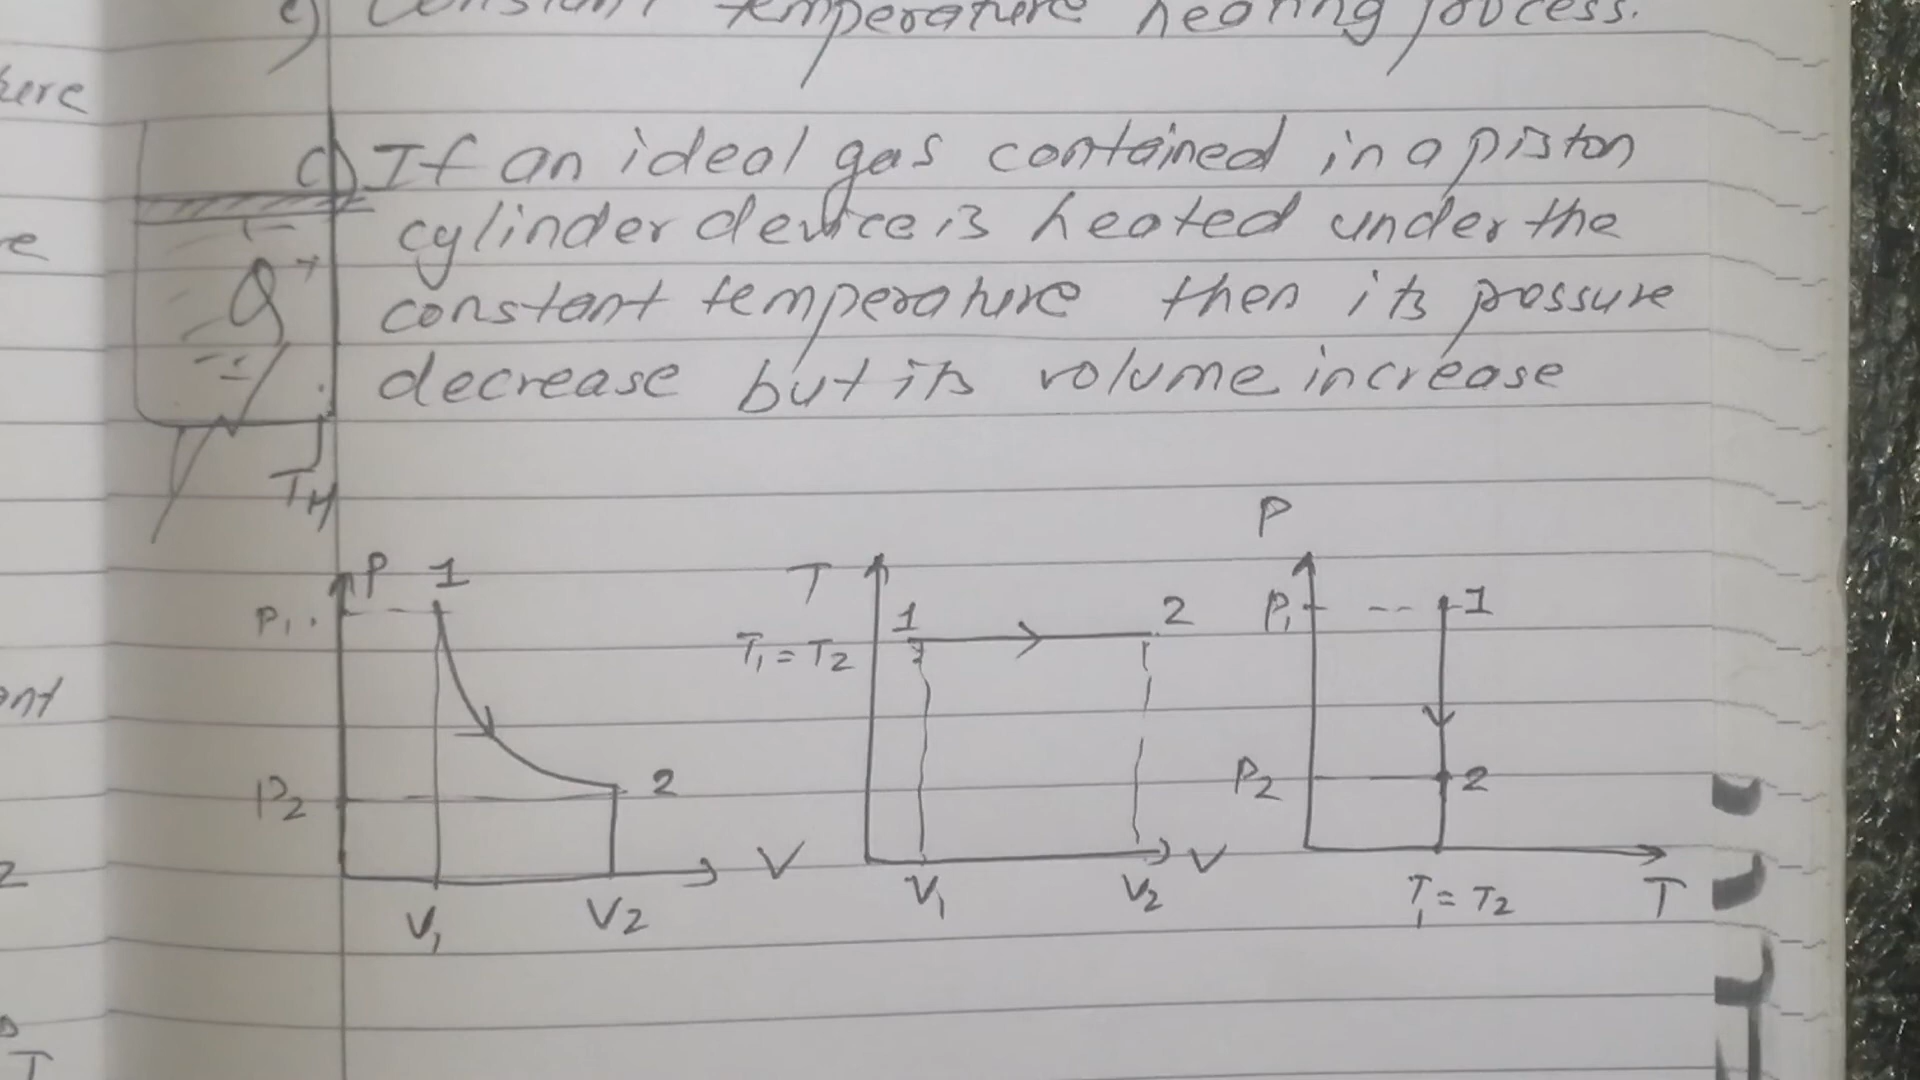 c) Constant temperature heating process.
c) If an ideal gas contained in a piston
cylinder device is heated under the
constant temperature then its pressure
decrease but its volume increase
Q
TH
P 1
P1
P2
2
V
V1
V2
T
1
2
T1 = T2
V
V1
V2
P
P1
1
P2
2
T1 = T2
T